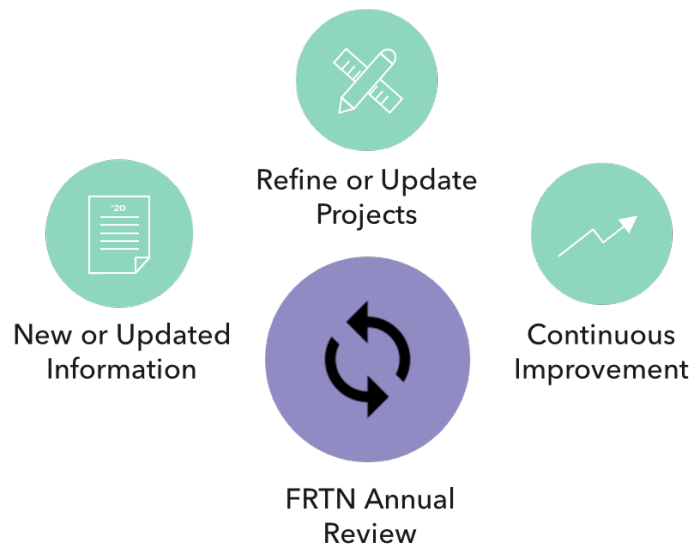 Refine or Update
Projects
'20
New or Updated
Information
Continuous
Improvement
FRTN Annual
Review